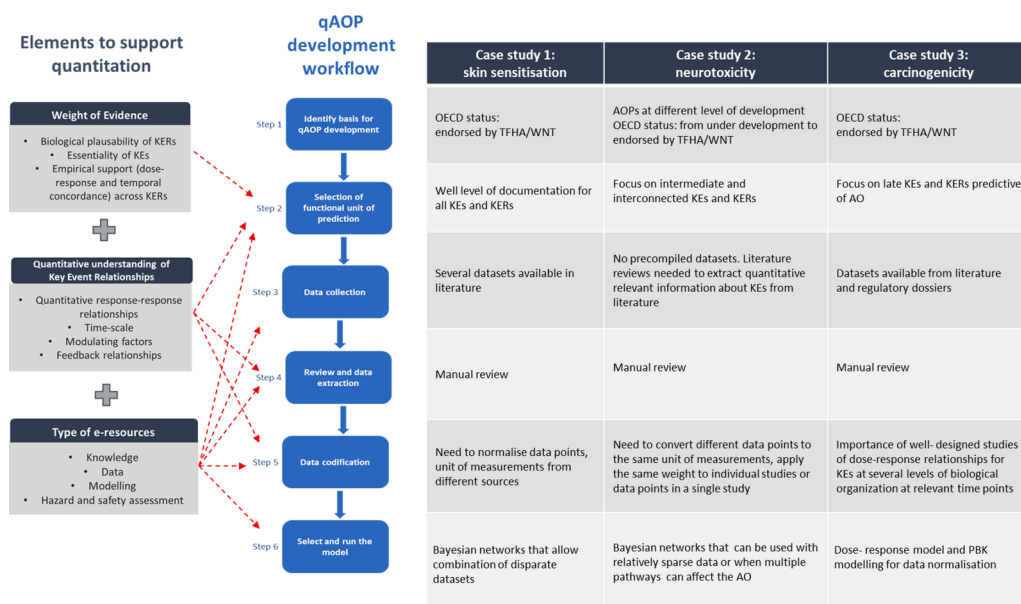 Elements to support
quantitation
Weight of Evidence
• Biological plausability of KERs
• Essentiality of KEs
• Empirical support (dose-
response and temporal
concordance) across KERs
Quantitative understanding of
Key Event Relationships
• Quantitative response-response
relationships
• Time-scale
• Modulating factors
• Feedback relationships
Type of e-resources
• Knowledge
• Data
• Modelling
• Hazard and safety assessment
qAOP
development
workflow
Step 1
Identify basis for
qAOP development
Step 2
Selection of
functional unit of
prediction
Step 3
Data collection
Step 4
Review and data
extraction
Step 5
Data codification
Step 6
Select and run the
model
Case study 1:
skin sensitisation
Case study 2:
neurotoxicity
Case study 3:
carcinogenicity
OECD status:
endorsed by TFHA/WNT
AOPs at different level of development
OECD status: from under development to
endorsed by TFHA/WNT
OECD status:
endorsed by TFHA/WNT
Well level of documentation for
all KEs and KERs
Focus on intermediate and
interconnected KEs and KERs
Focus on late KEs and KERs predictive
of AO
Several datasets available in
literature
No precompiled datasets. Literature
reviews needed to extract quantitative
relevant information about KEs from
literature
Datasets available from literature
and regulatory dossiers
Manual review
Manual review
Manual review
Need to normalise data points,
unit of measurements from
different sources
Need to convert different data points to
the same unit of measurements, apply
the same weight to individual studies or
data points in a single study
Importance of well- designed studies
of dose-response relationships for
KEs at several levels of biological
organization at relevant time points
Bayesian networks that allow
combination of disparate
datasets
Bayesian networks that can be used with
relatively sparse data or when multiple
pathways can affect the AO
Dose- response model and PBK
modelling for data normalisation